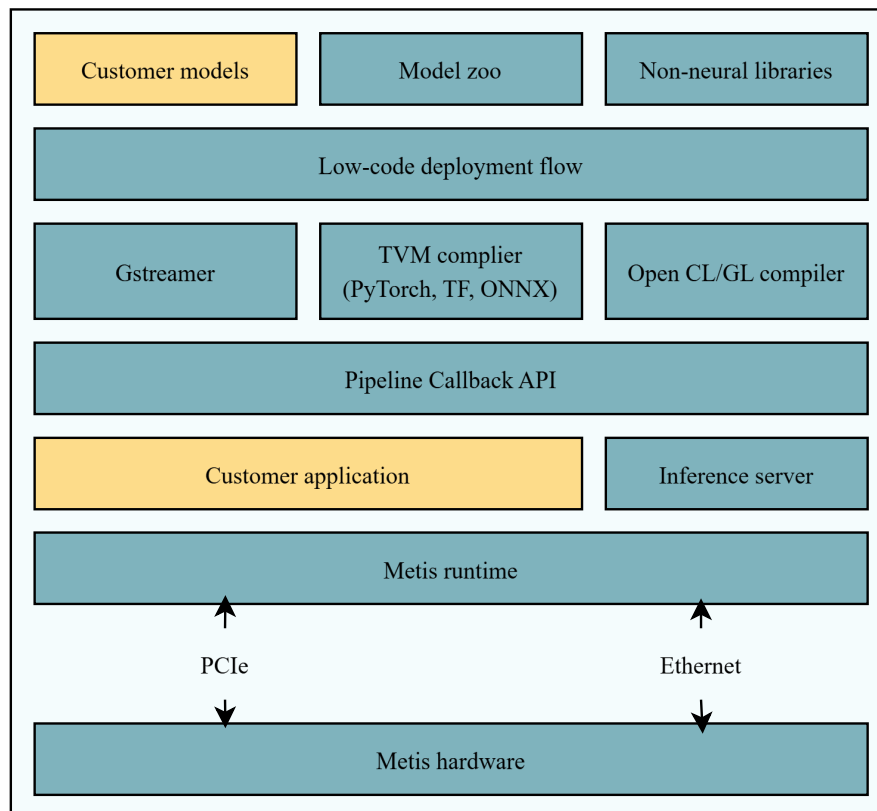 Customer models
Model zoo
Non-neural libraries
Low-code deployment flow
Gstreamer
TVM complier
(PyTorch, TF, ONNX)
Open CL/GL compiler
Pipeline Callback API
Customer application
Inference server
Metis runtime
PCIe
Ethernet
Metis hardware